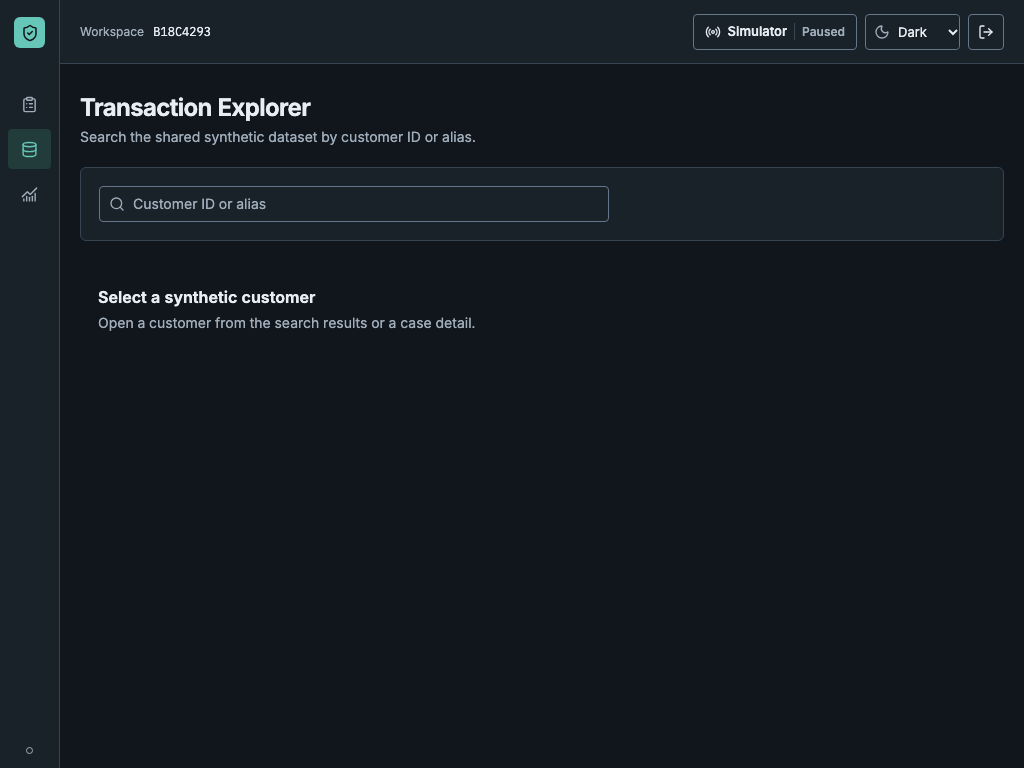 Workspace B18C4293
Simulator Paused
Dark
Transaction Explorer
Search the shared synthetic dataset by customer ID or alias.
Customer ID or alias
Select a synthetic customer
Open a customer from the search results or a case detail.